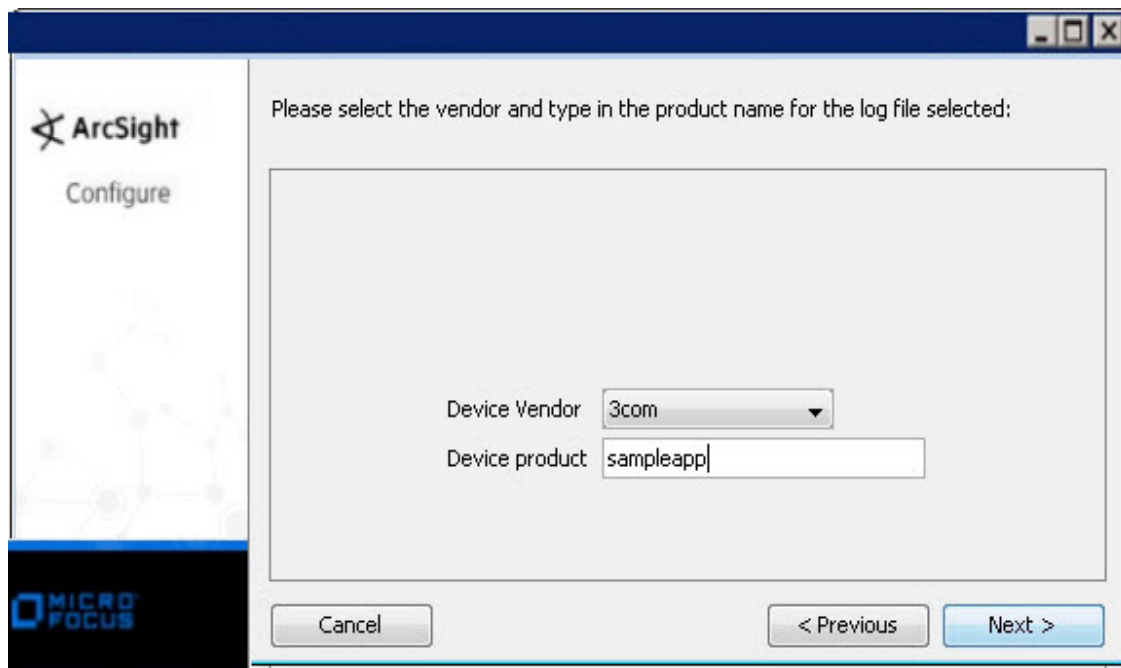 ArcSight
Configure
Please select the vendor and type in the product name for the log file selected:
Device Vendor 3com
Device product sampleapp
MICRO
FOCUS
Cancel < Previous Next >